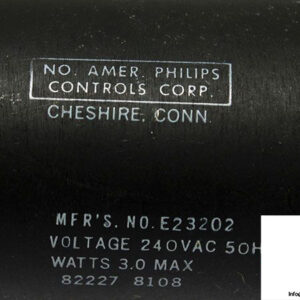 NO. AMER. PHILIPS
CONTROLS CORP.
CHESHIRE, CONN.
MFR'S. NO. E23202
VOLTAGE 240VAC 50H
WATTS 3.0 MAX
82227 8108